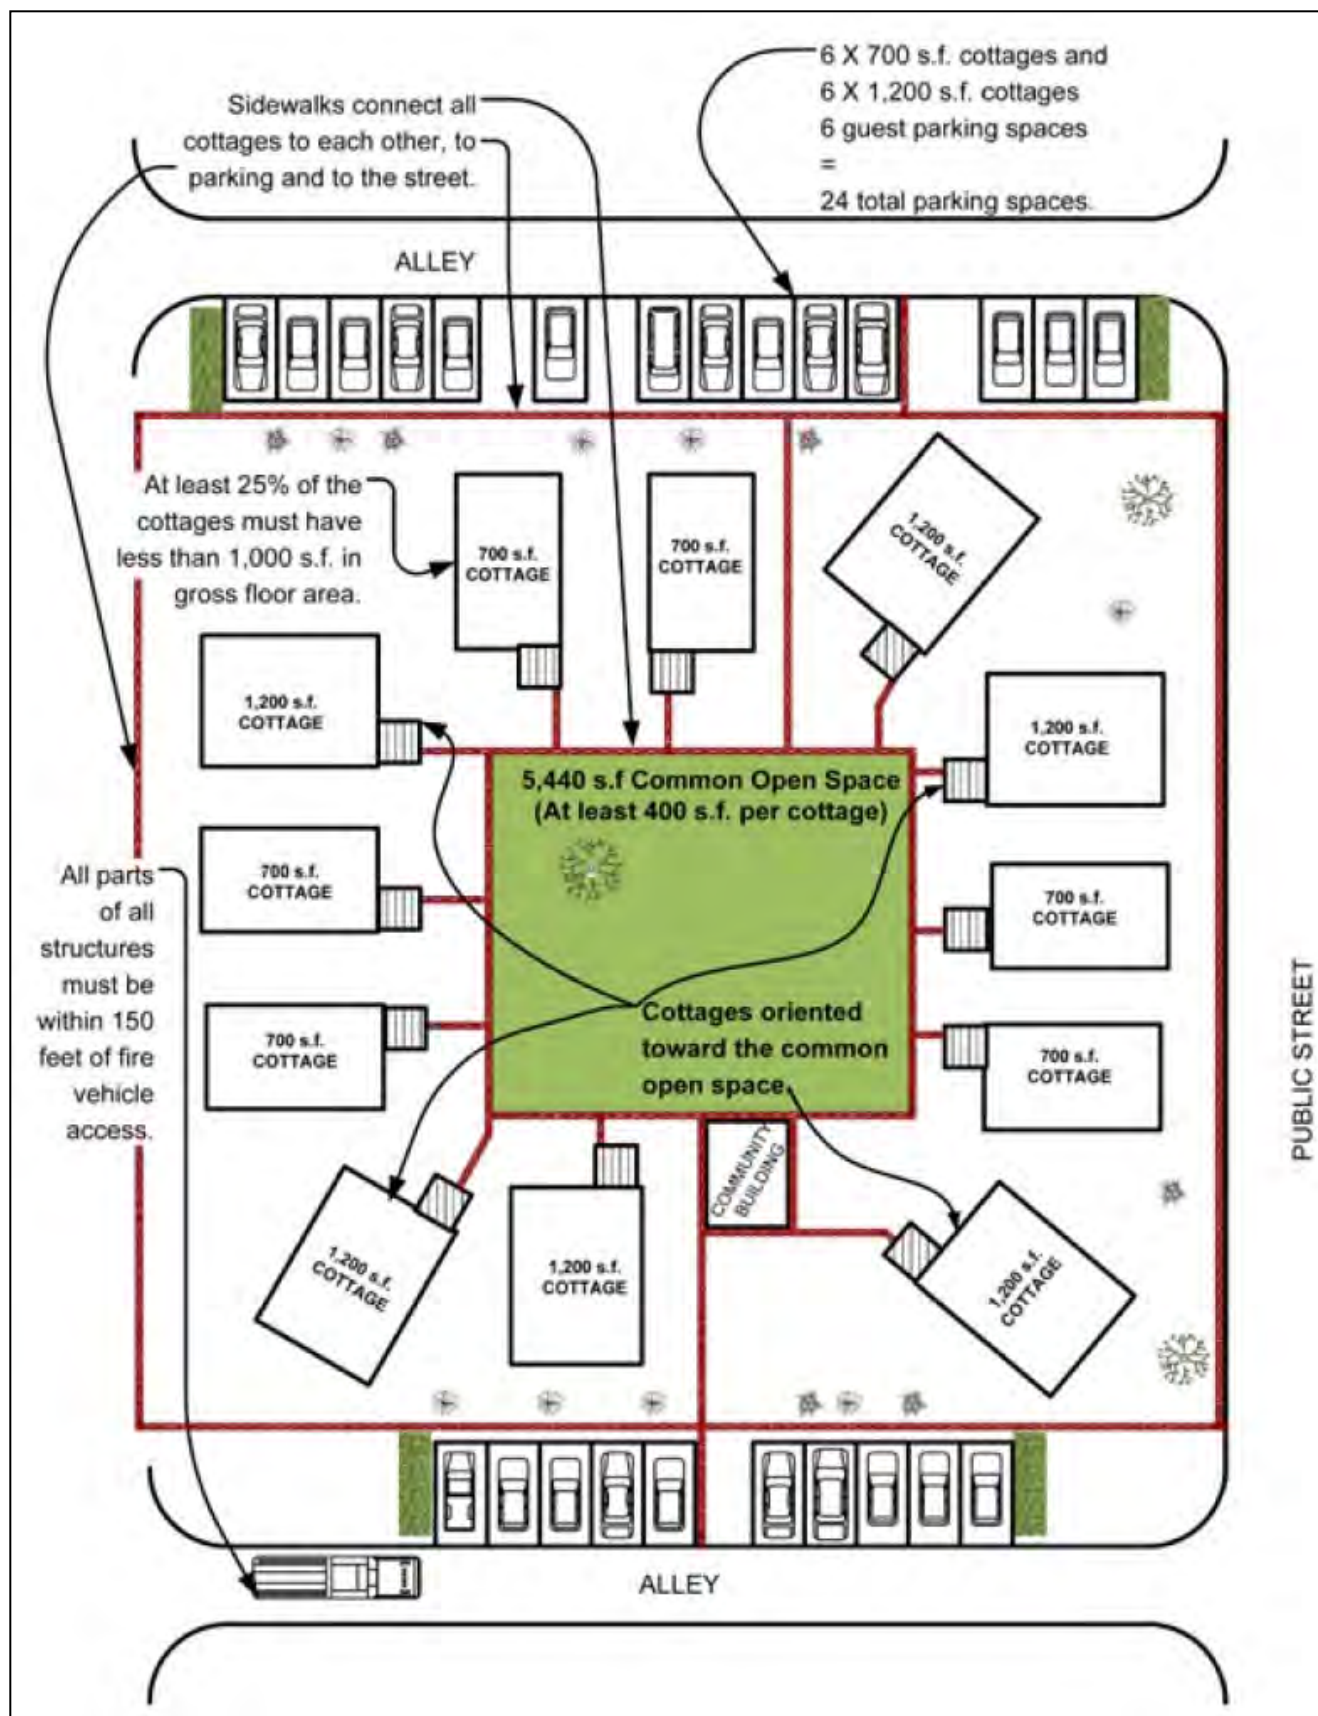 6 X 700 s.f. cottages and
6 X 1,200 s.f. cottages
6 guest parking spaces
=
24 total parking spaces.
Sidewalks connect all
cottages to each other, to
parking and to the street.
ALLEY
At least 25% of the
cottages must have
less than 1,000 s.f. in
gross floor area.
700 s.f.
COTTAGE
700 s.f.
COTTAGE
1,200 s.f.
COTTAGE
1,200 s.f.
COTTAGE
1,200 s.f.
COTTAGE
5,440 s.f Common Open Space
(At least 400 s.f. per cottage)
All parts
of all
structures
must be
within 150
feet of fire
vehicle
access.
700 s.f.
COTTAGE
700 s.f.
COTTAGE
700 s.f.
COTTAGE
700 s.f.
COTTAGE
Cottages oriented
toward the common
open space.
PUBLIC STREET
COMMUNITY
BUILDING
1,200 s.f.
COTTAGE
1,200 s.f.
COTTAGE
1,200 s.f.
COTTAGE
ALLEY